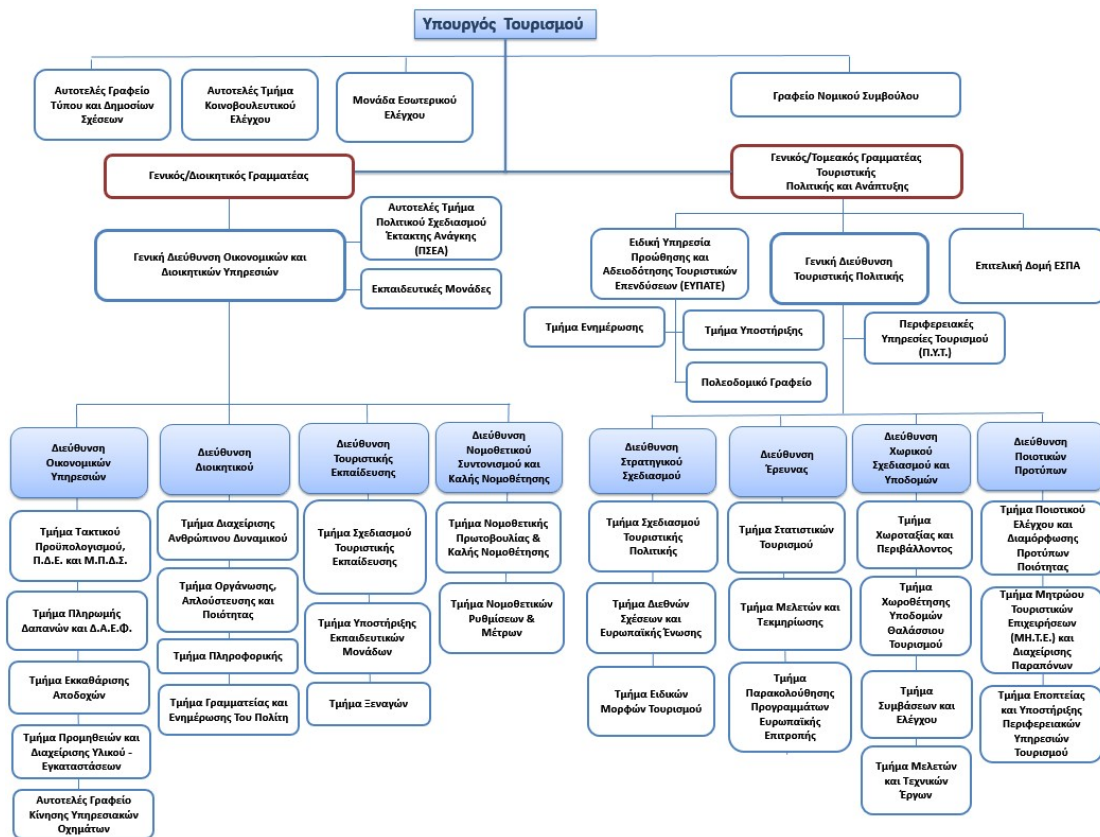 Υπουργός Τουρισμού
Αυτοτελές Γραφείο
Τύπου και Δημοσίων
Σχέσεων
Αυτοτελές Τμήμα
Κοινοβουλευτικού
Ελέγχου
Μονάδα Εσωτερικού
Ελέγχου
Γραφείο Νομικού Συμβούλου
Γενικός/Διοικητικός Γραμματέας
Γενικός/Τομεακός Γραμματέας
Τουριστικής
Πολιτικής και Ανάπτυξης
Γενική Διεύθυνση Οικονομικών και
Διοικητικών Υπηρεσιών
Αυτοτελές Τμήμα
Πολιτικού Σχεδιασμού
Έκτακτης Ανάγκης
(ΠΣΕΑ)
Εκπαιδευτικές Μονάδες
Ειδική Υπηρεσία
Προώθησης και
Αδειοδότησης Τουριστικών
Επενδύσεων (ΕΥΠΑΤΕ)
Γενική Διεύθυνση
Τουριστικής Πολιτικής
Επιτελική Δομή ΕΣΠΑ
Τμήμα Ενημέρωσης
Τμήμα Υποστήριξης
Πολεοδομικό Γραφείο
Περιφερειακές
Υπηρεσίες Τουρισμού
(Π.Υ.Τ.)
Διεύθυνση
Οικονομικών
Υπηρεσιών
Τμήμα Τακτικού
Προϋπολογισμού,
Π.Δ.Ε. και Μ.Π.Δ.Σ.
Τμήμα Πληρωμής
Δαπανών και Δ.Α.Ε.Φ.
Τμήμα Εκκαθάρισης
Αποδοχών
Τμήμα Προμηθειών και
Διαχείρισης Υλικού -
Εγκαταστάσεων
Αυτοτελές Γραφείο
Κίνησης Υπηρεσιακών
Οχημάτων
Διεύθυνση
Διοικητικού
Τμήμα Διαχείρισης
Ανθρώπινου Δυναμικού
Τμήμα Οργάνωσης,
Απλούστευσης και
Ποιότητας
Τμήμα Πληροφορικής
Τμήμα Γραμματείας και
Ενημέρωσης Του Πολίτη
Διεύθυνση
Τουριστικής
Εκπαίδευσης
Τμήμα Σχεδιασμού
Τουριστικής
Εκπαίδευσης
Τμήμα Υποστήριξης
Εκπαιδευτικών
Μονάδων
Τμήμα Ξεναγών
Διεύθυνση
Νομοθετικού
Συντονισμού και
Καλής Νομοθέτησης
Τμήμα Νομοθετικής
Πρωτοβουλίας &
Καλής Νομοθέτησης
Τμήμα Νομοθετικών
Ρυθμίσεων &
Μέτρων
Διεύθυνση
Στρατηγικού
Σχεδιασμού
Τμήμα Σχεδιασμού
Τουριστικής
Πολιτικής
Τμήμα Διεθνών
Σχέσεων και
Ευρωπαϊκής Ένωσης
Τμήμα Ειδικών
Μορφών Τουρισμού
Διεύθυνση
Έρευνας
Τμήμα Στατιστικών
Τουρισμού
Τμήμα Μελετών και
Τεκμηρίωσης
Τμήμα
Παρακολούθησης
Προγραμμάτων
Ευρωπαϊκής
Επιτροπής
Διεύθυνση
Χωρικού
Σχεδιασμού και
Υποδομών
Τμήμα
Χωροταξίας και
Περιβάλλοντος
Τμήμα
Χωροθέτησης
Υποδομών
Θαλάσσιου
Τουρισμού
Τμήμα
Συμβάσεων και
Ελέγχου
Τμήμα Μελετών
και Τεχνικών
Έργων
Διεύθυνση
Ποιοτικών
Προτύπων
Τμήμα Ποιοτικού
Ελέγχου και
Διαμόρφωσης
Προτύπων
Ποιότητας
Τμήμα Μητρώου
Τουριστικών
Επιχειρήσεων
(ΜΗ.Τ.Ε.) και
Διαχείρισης
Παραπόνων
Τμήμα Εποπτείας
και Υποστήριξης
Περιφερειακών
Υπηρεσιών
Τουρισμού